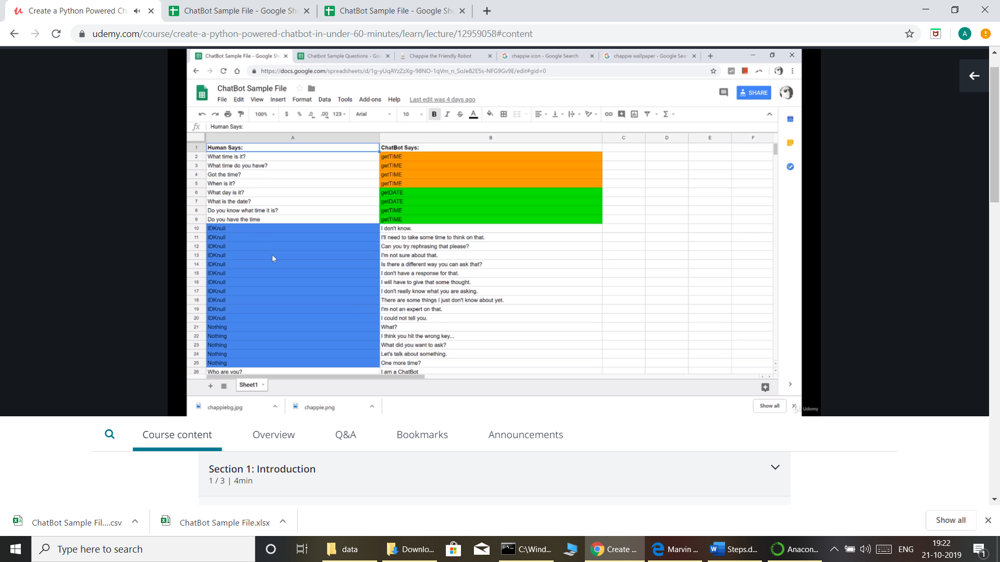 Create a Python Powered Ch
ChatBot Sample File - Google She
ChatBot Sample File - Google She
udemy.com/course/create-a-python-powered-chatbot-in-under-60-minutes/learn/lecture/12959058#content
A
ChatBot Sample File - Google She
Chatbot Sample Questions - Goo
Chappie the Friendly Robot
chappie icon - Google Search
chappie wallpaper - Google Sear
https://docs.google.com/spreadsheets/d/1g-yUqAYzZzXg-98NO-1qVm_n_SoJe82E5s-NFG9Gv9E/edit#gid=0
ChatBot Sample File
File Edit View Insert Format Data Tools Add-ons Help Last edit was 4 days ago
SHARE
100% $ % .0 .00 123 Arial 10 B I S A
fx Human Says:
A B C D E F
1 Human Says: ChatBot Says:
2 What time is it? getTIME
3 What time do you have? getTIME
4 Got the time? getTIME
5 When is it? getTIME
6 What day is it? getDATE
7 What is the date? getDATE
8 Do you know what time it is? getTIME
9 Do you have the time getTIME
10 IDKnull I don't know.
11 IDKnull I'll need to take some time to think on that.
12 IDKnull Can you try rephrasing that please?
13 IDKnull I'm not sure about that.
14 IDKnull Is there a different way you can ask that?
15 IDKnull I don't have a response for that.
16 IDKnull I will have to give that some thought.
17 IDKnull I don't really know what you are asking.
18 IDKnull There are some things I just don't know about yet.
19 IDKnull I'm not an expert on that.
20 IDKnull I could not tell you.
21 Nothing What?
22 Nothing I think you hit the wrong key...
23 Nothing What did you want to ask?
24 Nothing Let's talk about something.
25 Nothing One more time?
26 Who are you? I am a ChatBot
Sheet1
chappiebg.jpg
chappie.png
Show all
Udemy
Course content
Overview
Q&A
Bookmarks
Announcements
Section 1: Introduction
1 / 3 | 4min
ChatBot Sample Fil....csv
ChatBot Sample File.xlsx
Show all
Type here to search
data
Downlo...
C:\Wind...
Create ...
Marvin ...
Steps.d...
Anacon...
ENG
19:22
21-10-2019
1